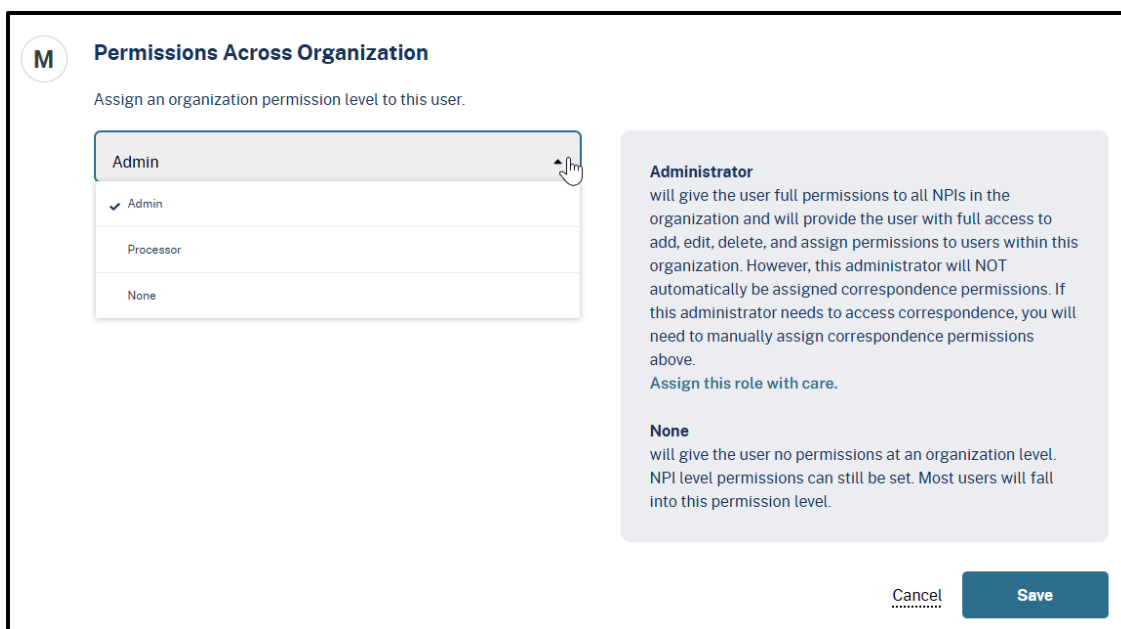 M
Permissions Across Organization
Assign an organization permission level to this user.
Admin
Admin
Processor
None
Administrator
will give the user full permissions to all NPIs in the
organization and will provide the user with full access to
add, edit, delete, and assign permissions to users within this
organization. However, this administrator will NOT
automatically be assigned correspondence permissions. If
this administrator needs to access correspondence, you will
need to manually assign correspondence permissions
above.
Assign this role with care.
None
will give the user no permissions at an organization level.
NPI level permissions can still be set. Most users will fall
into this permission level.
Cancel
Save